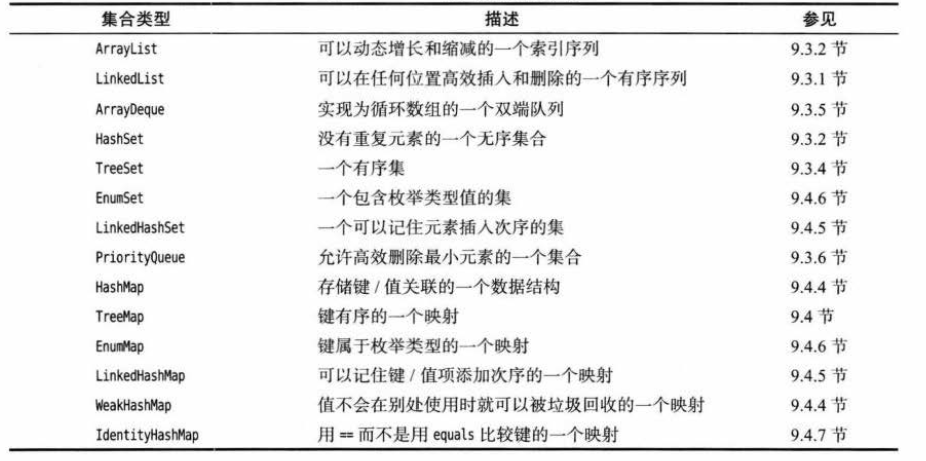 集合类型 描述 参见
ArrayList 可以动态增长和缩减的一个索引序列 9.3.2 节
LinkedList 可以在任何位置高效插入和删除的一个有序序列 9.3.1 节
ArrayDeque 实现为循环数组的一个双端队列 9.3.5 节
HashSet 没有重复元素的一个无序集合 9.3.2 节
TreeSet 一个有序集 9.3.4 节
EnumSet 一个包含枚举类型值的集 9.4.6 节
LinkedHashSet 一个可以记住元素插入次序的集 9.4.5 节
PriorityQueue 允许高效删除最小元素的一个集合 9.3.6 节
HashMap 存储键 / 值关联的一个数据结构 9.4.4 节
TreeMap 键有序的一个映射 9.4 节
EnumMap 键属于枚举类型的一个映射 9.4.6 节
LinkedHashMap 可以记住键 / 值项添加次序的一个映射 9.4.5 节
WeakHashMap 值不会在别处使用时就可以被垃圾回收的一个映射 9.4.4 节
IdentityHashMap 用 == 而不是用 equals 比较键的一个映射 9.4.7 节